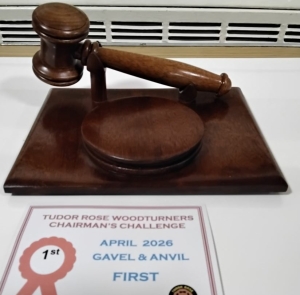 TUDOR ROSE WOODTURNERS
CHAIRMAN'S CHALLENGE
1st
APRIL 2026
GAVEL & ANVIL
FIRST